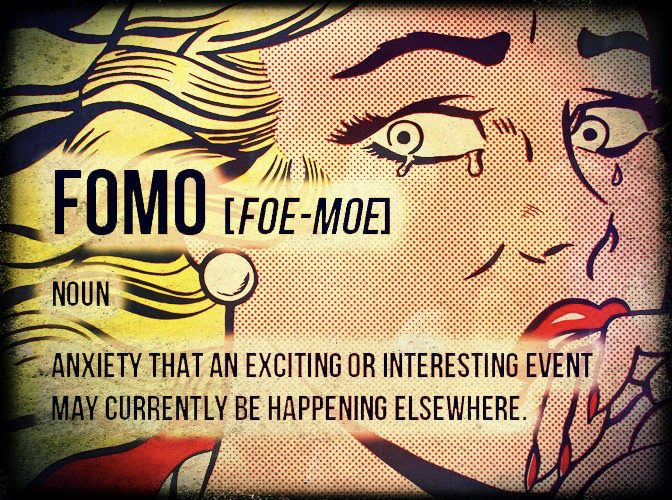 FOMO [FOE-MOE]
NOUN
ANXIETY THAT AN EXCITING OR INTERESTING EVENT
MAY CURRENTLY BE HAPPENING ELSEWHERE.